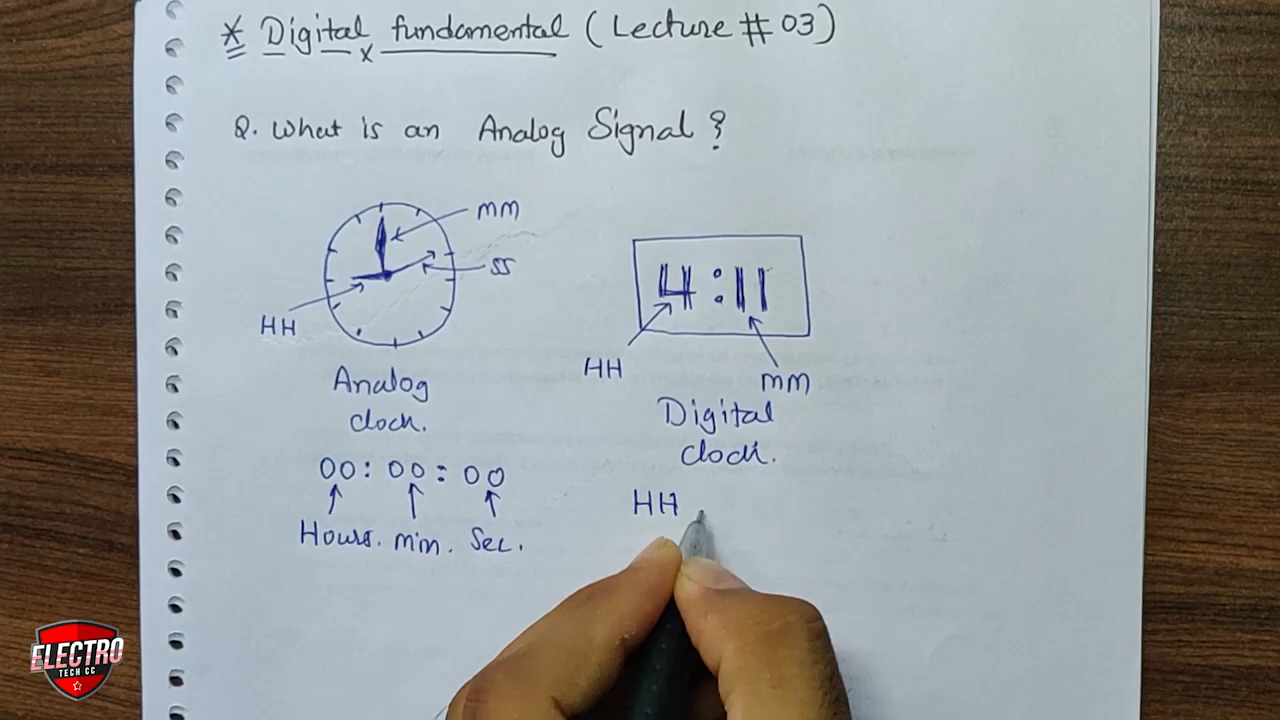 * Digital fundamental (Lecture # 03)
Q. What is an Analog Signal ?
MM
SS
HH
Analog
clock.
00 : 00 : 00
Hours. min. Sec.
4:11
HH
MM
Digital
clock.
HH
ELECTRO
TECH CC